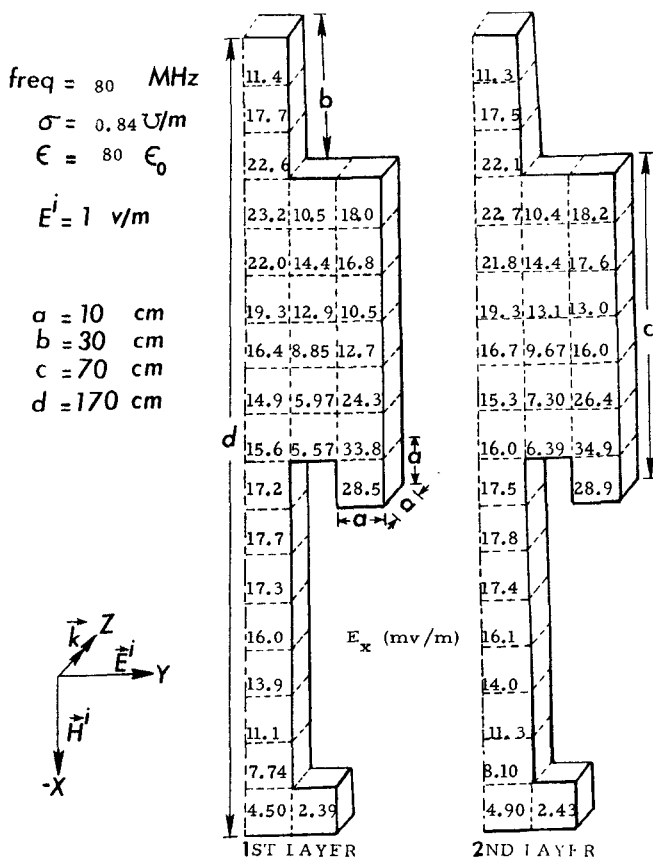 freq = 80 MHz
σ = 0.84 ℧/m
ϵ = 80 ϵ₀
Eⁱ = 1 v/m
a = 10 cm
b = 30 cm
c = 70 cm
d = 170 cm
d
b
11.4
17.7
22.6
23.2 10.5 18.0
22.0 14.4 16.8
19.3 12.9 10.5
16.4 8.85 12.7
14.9 5.97 24.3
15.6 5.57 33.8
17.2 28.5
17.7
17.3
16.0
13.9
11.1
7.74
4.50 2.39
a
a
a
1ST LAYER
11.3
17.5
22.1
22.7 10.4 18.2
21.8 14.4 17.6
19.3 13.1 13.0
16.7 9.67 16.0
15.3 7.30 26.4
16.0 6.39 34.9
17.5 28.9
17.8
17.4
16.1
14.0
11.3
8.10
4.90 2.43
c
2ND LAYER
Eₓ (mv/m)
Z
k⃗
E⃗ⁱ
Y
H⃗ⁱ
-X